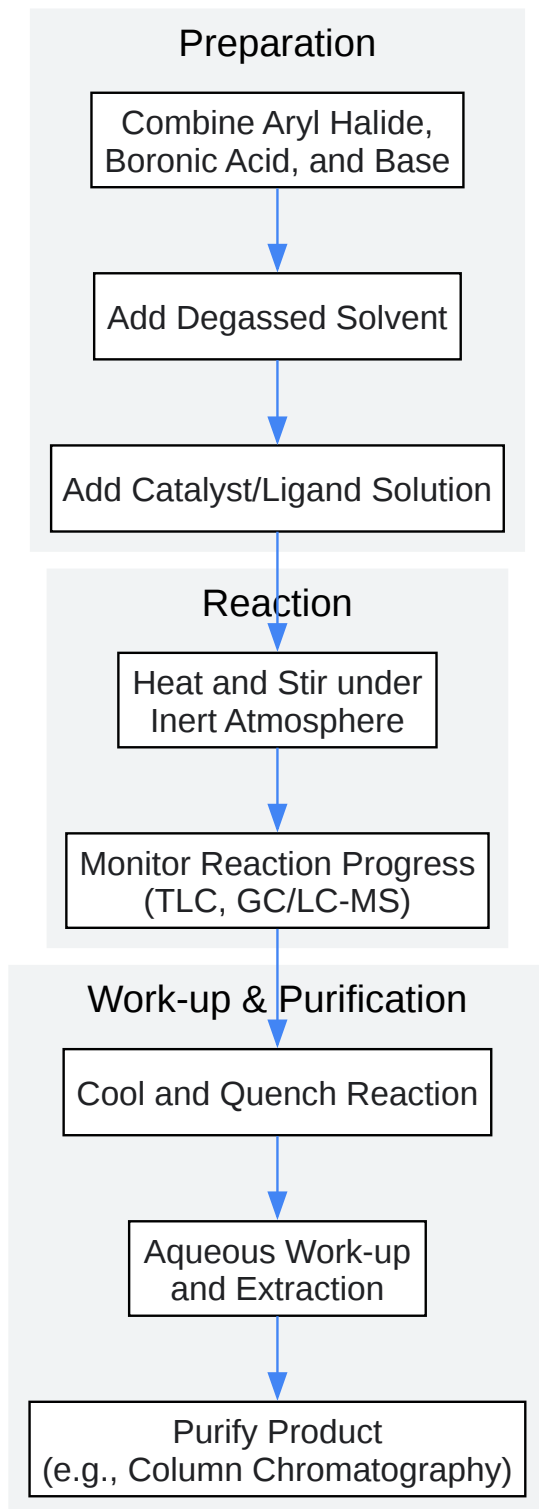 Preparation
Combine Aryl Halide,
Boronic Acid, and Base
Add Degassed Solvent
Add Catalyst/Ligand Solution
Reaction
Heat and Stir under
Inert Atmosphere
Monitor Reaction Progress
(TLC, GC/LC-MS)
Work-up & Purification
Cool and Quench Reaction
Aqueous Work-up
and Extraction
Purify Product
(e.g., Column Chromatography)